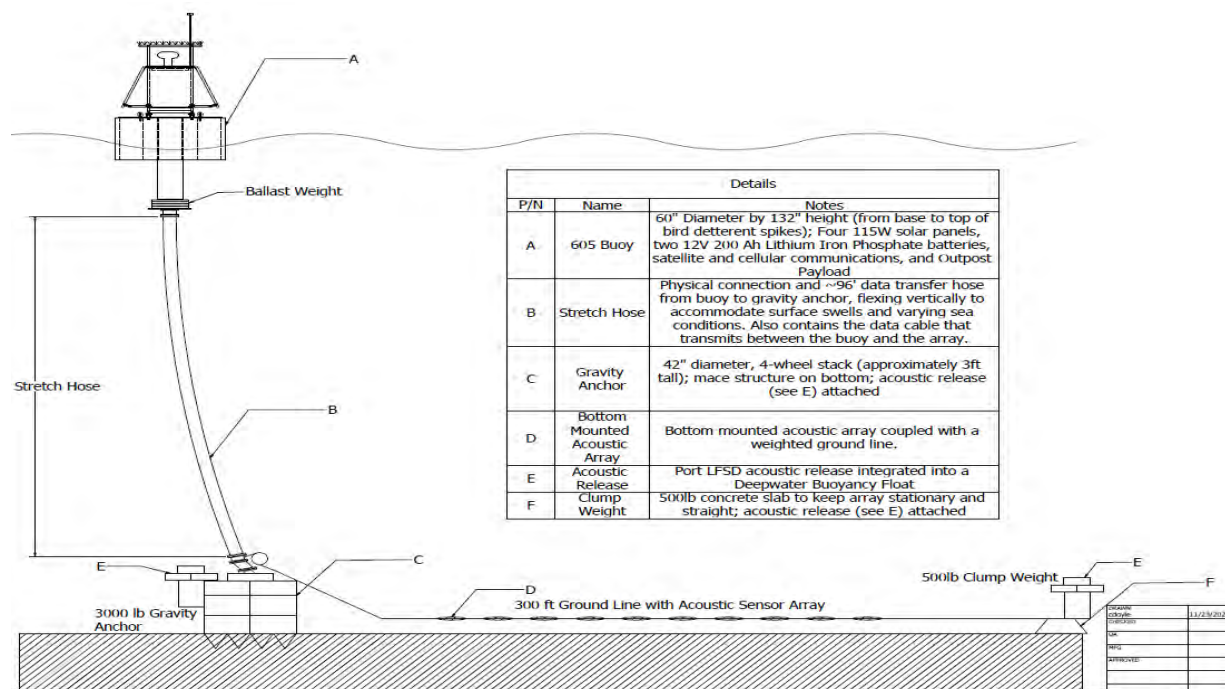 A
Ballast Weight
Stretch Hose
B
E
C
3000 lb Gravity
Anchor
D
300 ft Ground Line with Acoustic Sensor Array
500lb Clump Weight
E
F
Details
P/N Name Notes
A 605 Buoy 60" Diameter by 132" height (from base to top of
bird detterent spikes); Four 115W solar panels,
two 12V 200 Ah Lithium Iron Phosphate batteries,
satellite and cellular communications, and Outpost
Payload
B Stretch Hose Physical connection and ~96' data transfer hose
from buoy to gravity anchor, flexing vertically to
accommodate surface swells and varying sea
conditions. Also contains the data cable that
transmits between the buoy and the array.
C Gravity
Anchor
42" diameter, 4-wheel stack (approximately 3ft
tall); mace structure on bottom; acoustic release
(see E) attached
D Bottom
Mounted
Acoustic
Array
Bottom mounted acoustic array coupled with a
weighted ground line.
E Acoustic
Release
Port LFSD acoustic release integrated into a
Deepwater Buoyancy Float
F Clump
Weight
500lb concrete slab to keep array stationary and
straight; acoustic release (see E) attached
DRAWN
cdoyle 11/23/202
CHECKED
QA
MFG
APPROVED